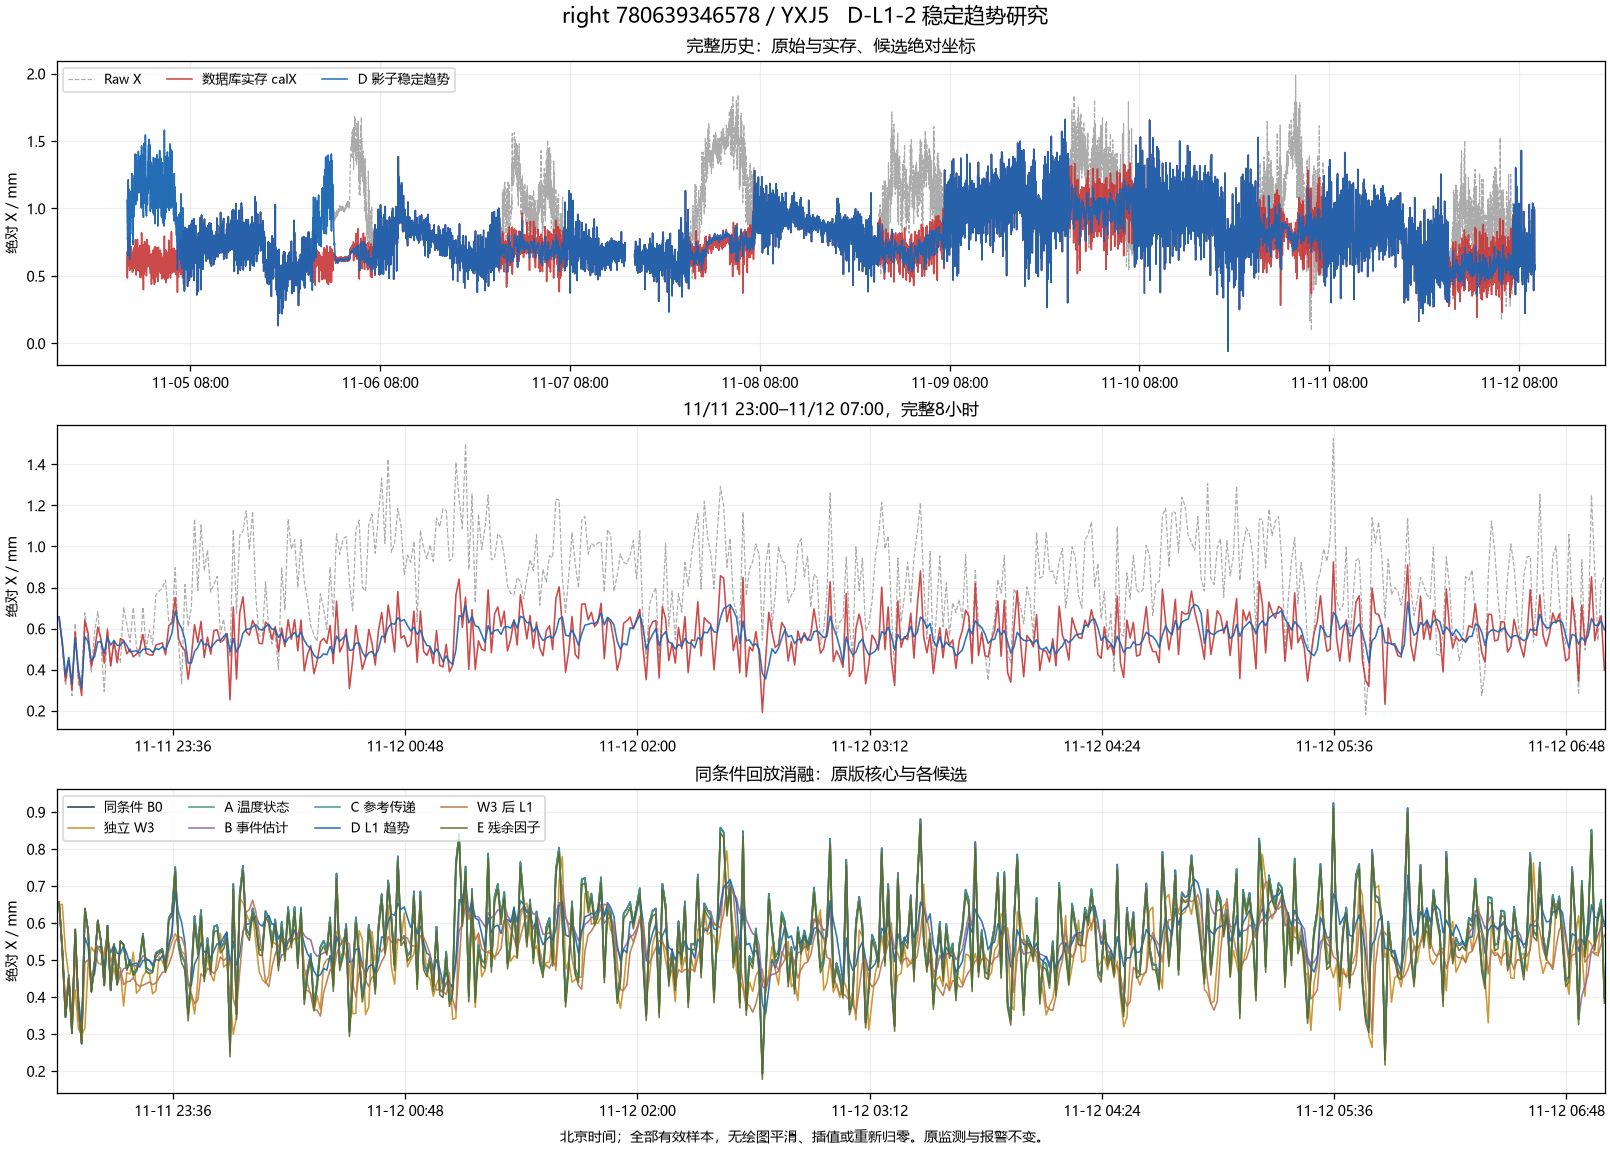 right 780639346578 / YXJ5   D-L1-2 稳定趋势研究
完整历史：原始与实存、候选绝对坐标
Raw X
数据库实存 calX
D 影子稳定趋势
绝对 X / mm
2.0
1.5
1.0
0.5
0.0
11-05 08:00
11-06 08:00
11-07 08:00
11-08 08:00
11-09 08:00
11-10 08:00
11-11 08:00
11-12 08:00
11/11 23:00–11/12 07:00，完整8小时
绝对 X / mm
1.4
1.2
1.0
0.8
0.6
0.4
0.2
11-11 23:36
11-12 00:48
11-12 02:00
11-12 03:12
11-12 04:24
11-12 05:36
11-12 06:48
同条件回放消融：原版核心与各候选
同条件 B0
A 温度状态
C 参考传递
W3 后 L1
独立 W3
B 事件估计
D L1 趋势
E 残余因子
绝对 X / mm
0.9
0.8
0.7
0.6
0.5
0.4
0.3
0.2
11-11 23:36
11-12 00:48
11-12 02:00
11-12 03:12
11-12 04:24
11-12 05:36
11-12 06:48
北京时间；全部有效样本，无绘图平滑、插值或重新归零。原监测与报警不变。